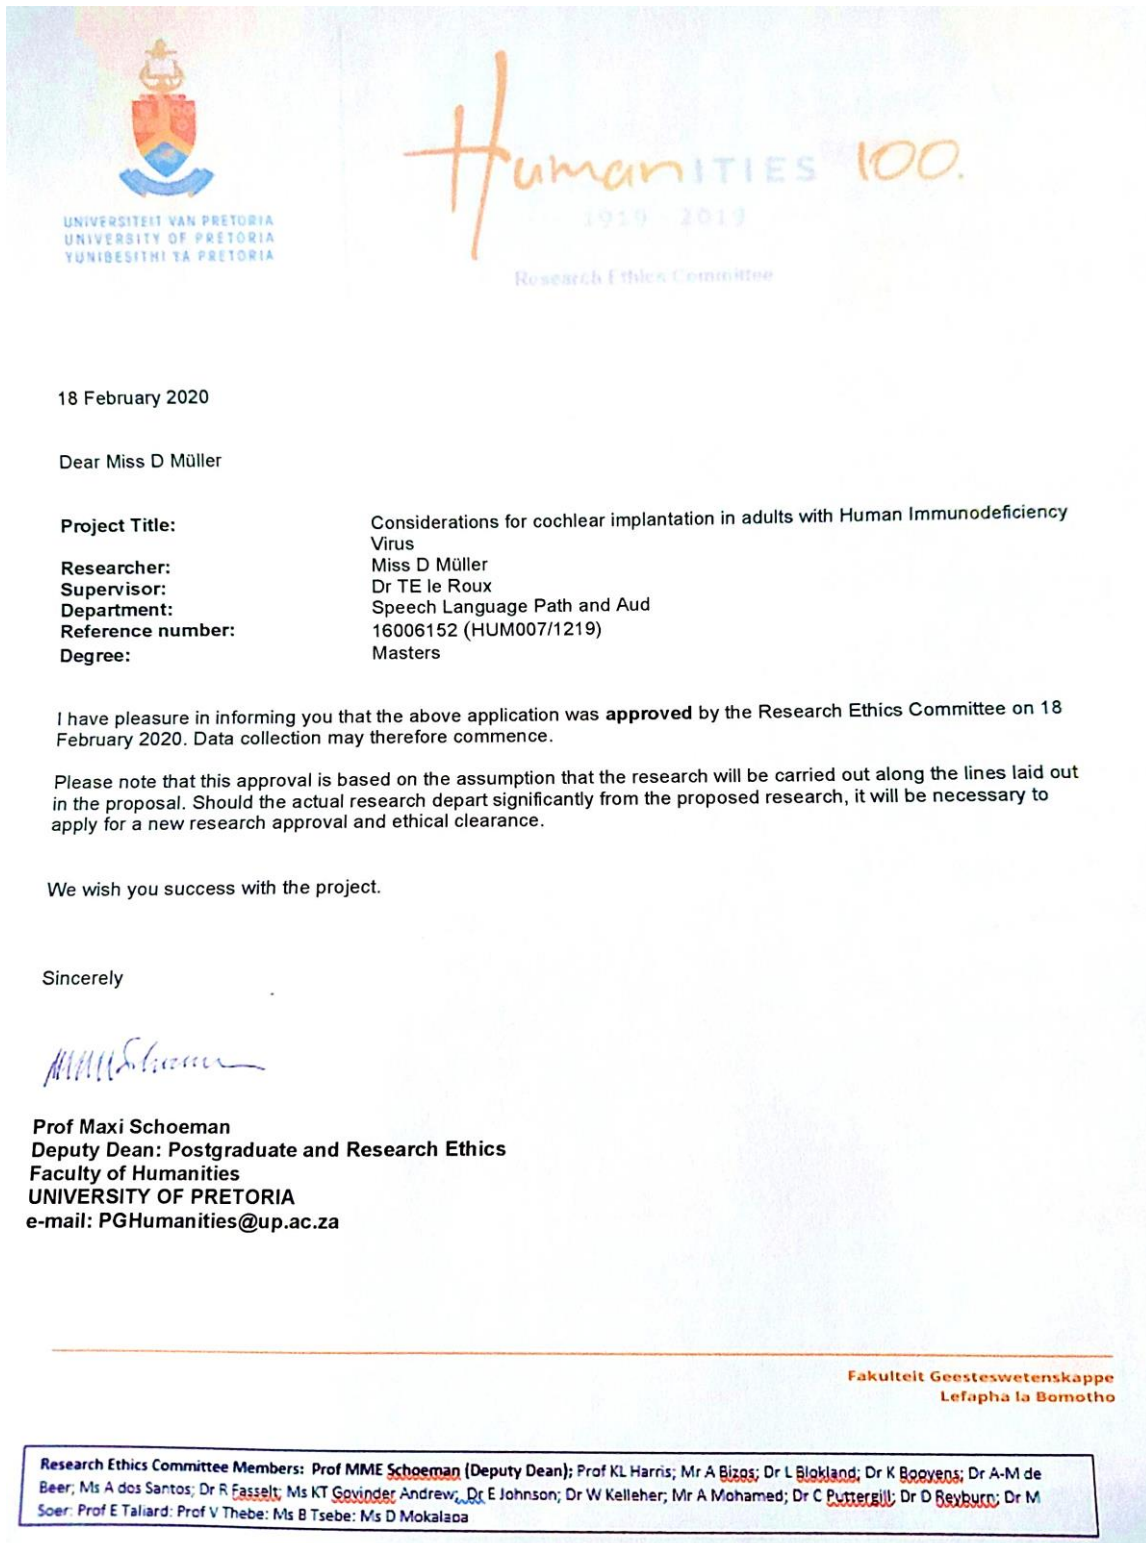 UNIVERSITEIT VAN PRETORIA
UNIVERSITY OF PRETORIA
YUNIBESITHI YA PRETORIA
HumanITIES 100.
1919 - 2019
Research Ethics Committee
18 February 2020
Dear Miss D Müller
Project Title: Considerations for cochlear implantation in adults with Human Immunodeficiency
Virus
Researcher: Miss D Müller
Supervisor: Dr TE le Roux
Department: Speech Language Path and Aud
Reference number: 16006152 (HUM007/1219)
Degree: Masters
I have pleasure in informing you that the above application was approved by the Research Ethics Committee on 18
February 2020. Data collection may therefore commence.
Please note that this approval is based on the assumption that the research will be carried out along the lines laid out
in the proposal. Should the actual research depart significantly from the proposed research, it will be necessary to
apply for a new research approval and ethical clearance.
We wish you success with the project.
Sincerely
Prof Maxi Schoeman
Deputy Dean: Postgraduate and Research Ethics
Faculty of Humanities
UNIVERSITY OF PRETORIA
e-mail: PGHumanities@up.ac.za
Fakulteit Geesteswetenskappe
Lefapha la Bomotho
Research Ethics Committee Members: Prof MME Schoeman (Deputy Dean); Prof KL Harris; Mr A Bizos; Dr L Blokland; Dr K Booyens; Dr A-M de
Beer; Ms A dos Santos; Dr R Fasselt; Ms KT Govinder Andrew; Dr E Johnson; Dr W Kelleher; Mr A Mohamed; Dr C Puttergill; Dr D Reyburn; Dr M
Soer; Prof E Taljard; Prof V Thebe; Ms B Tsebe; Ms D Mokalapa